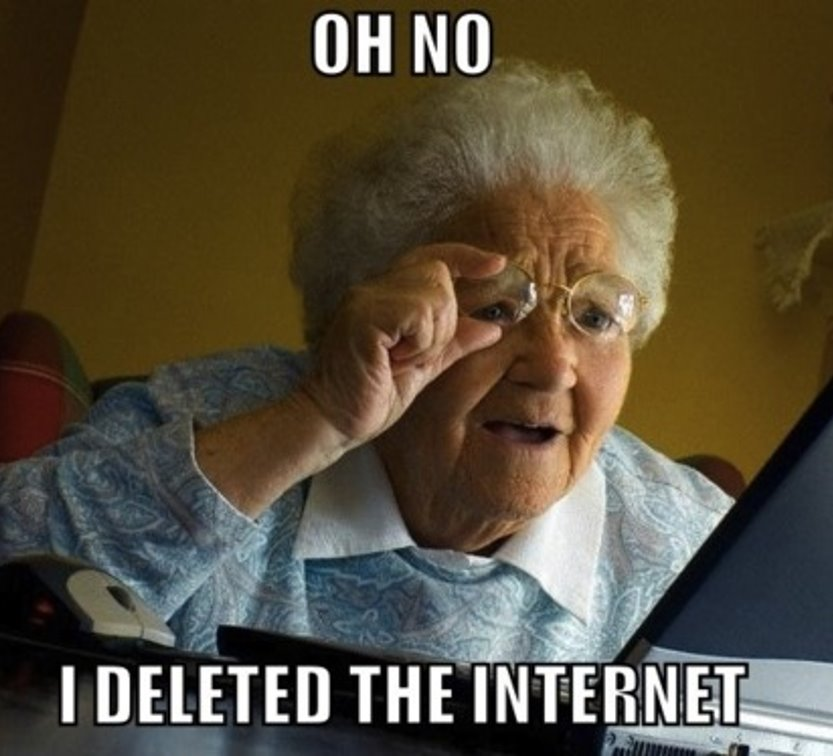 OH NO
I DELETED THE INTERNET